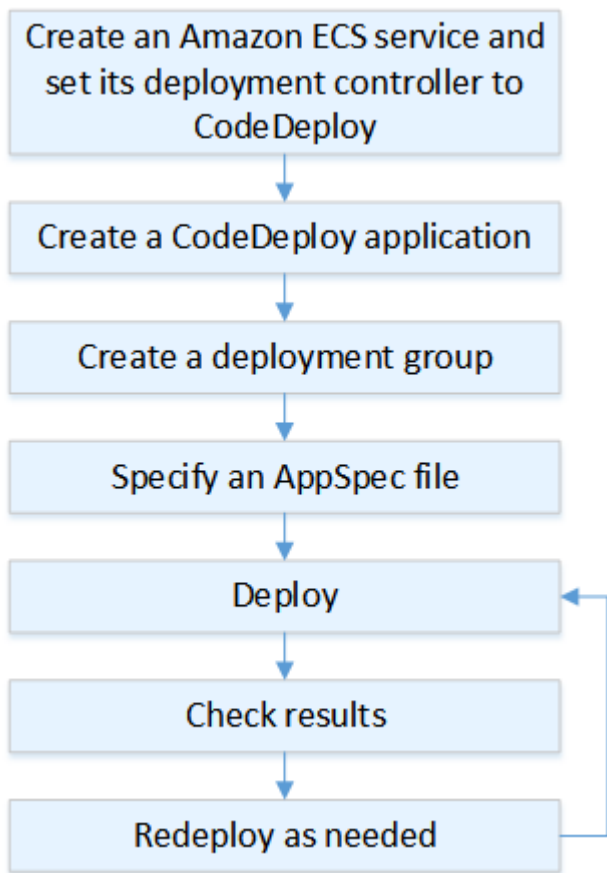 Create an Amazon ECS service and
set its deployment controller to
CodeDeploy
Create a CodeDeploy application
Create a deployment group
Specify an AppSpec file
Deploy
Check results
Redeploy as needed